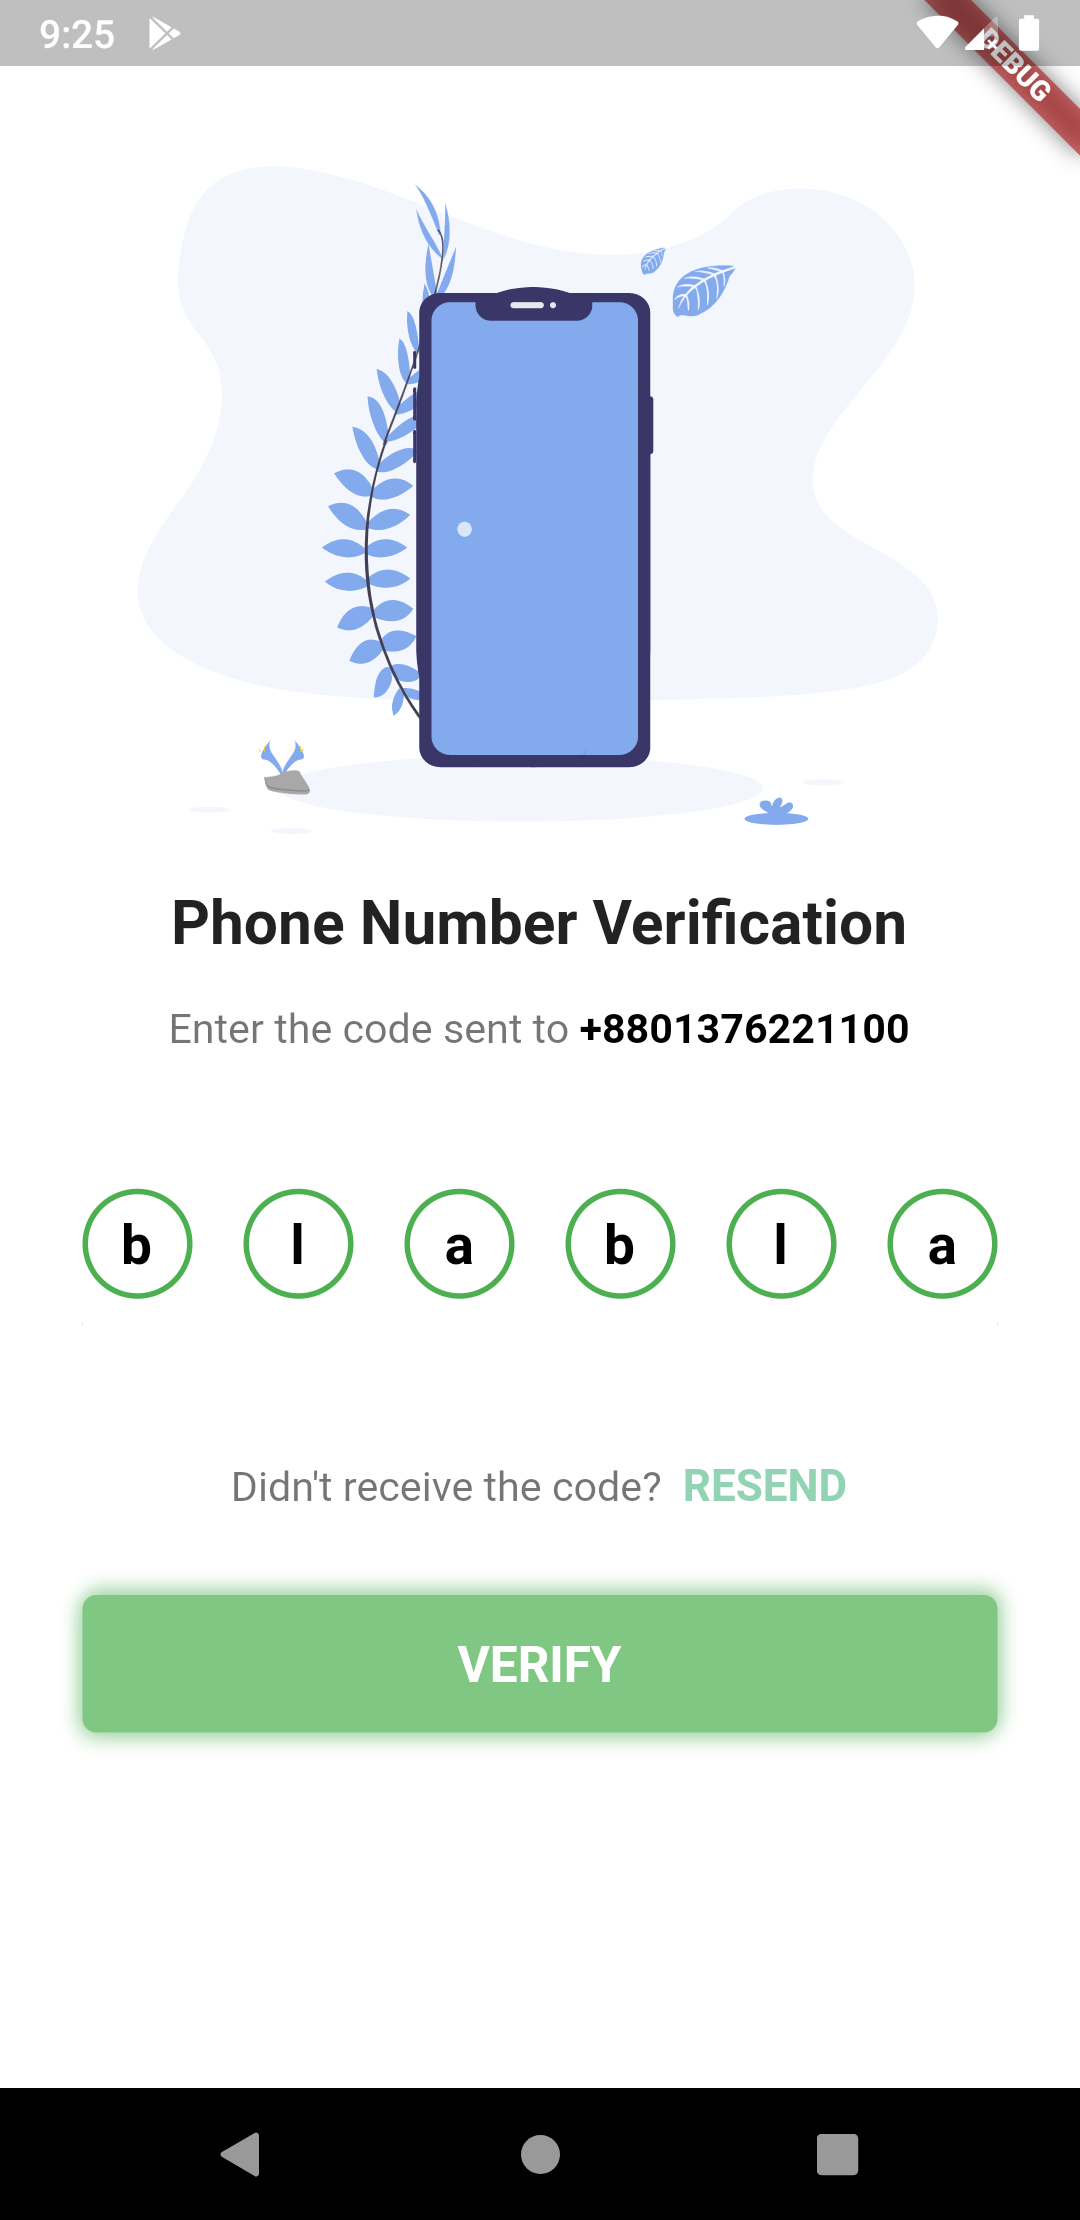 9:25
DEBUG
Phone Number Verification
Enter the code sent to +8801376221100
b l a b l a
Didn't receive the code? RESEND
VERIFY